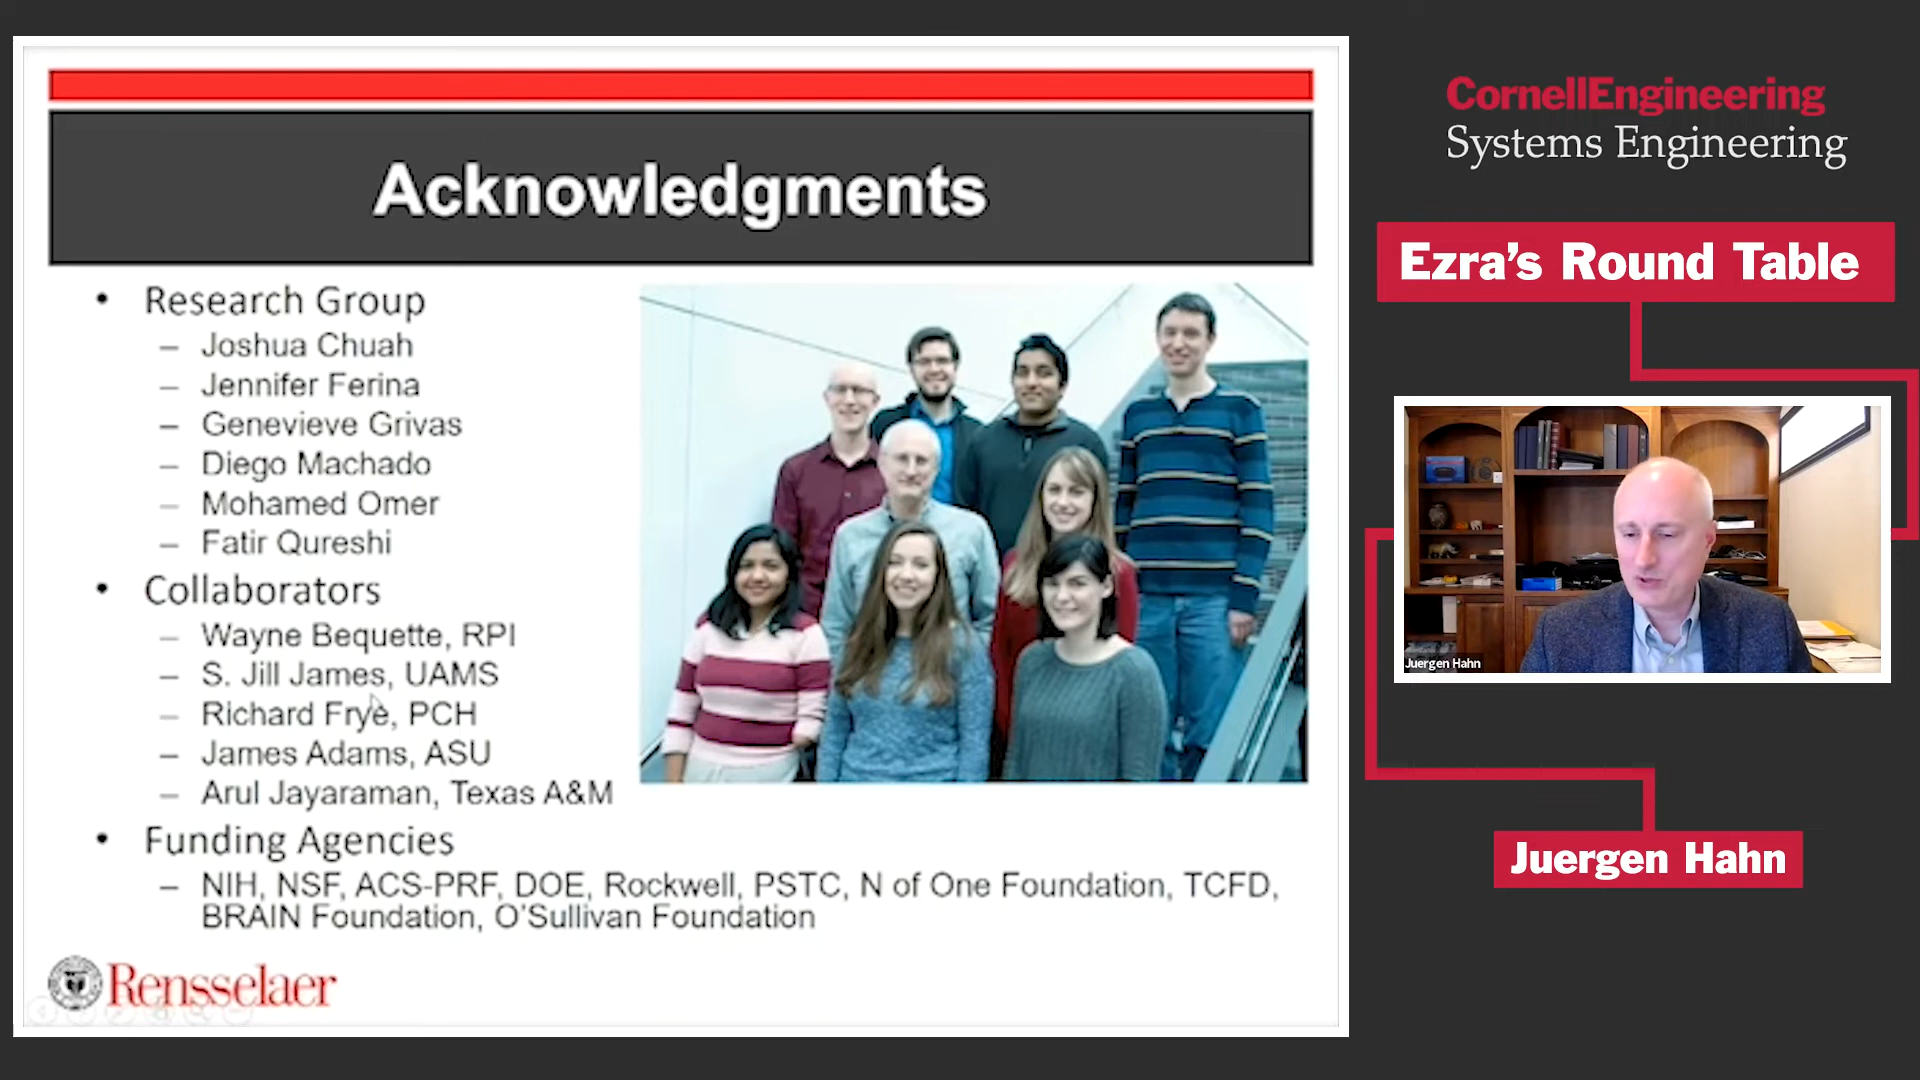 Acknowledgments
• Research Group
– Joshua Chuah
– Jennifer Ferina
– Genevieve Grivas
– Diego Machado
– Mohamed Omer
– Fatir Qureshi
• Collaborators
– Wayne Bequette, RPI
– S. Jill James, UAMS
– Richard Frye, PCH
– James Adams, ASU
– Arul Jayaraman, Texas A&M
• Funding Agencies
– NIH, NSF, ACS-PRF, DOE, Rockwell, PSTC, N of One Foundation, TCFD,
BRAIN Foundation, O'Sullivan Foundation
Rensselaer
CornellEngineering
Systems Engineering
Ezra's Round Table
Juergen Hahn
Juergen Hahn